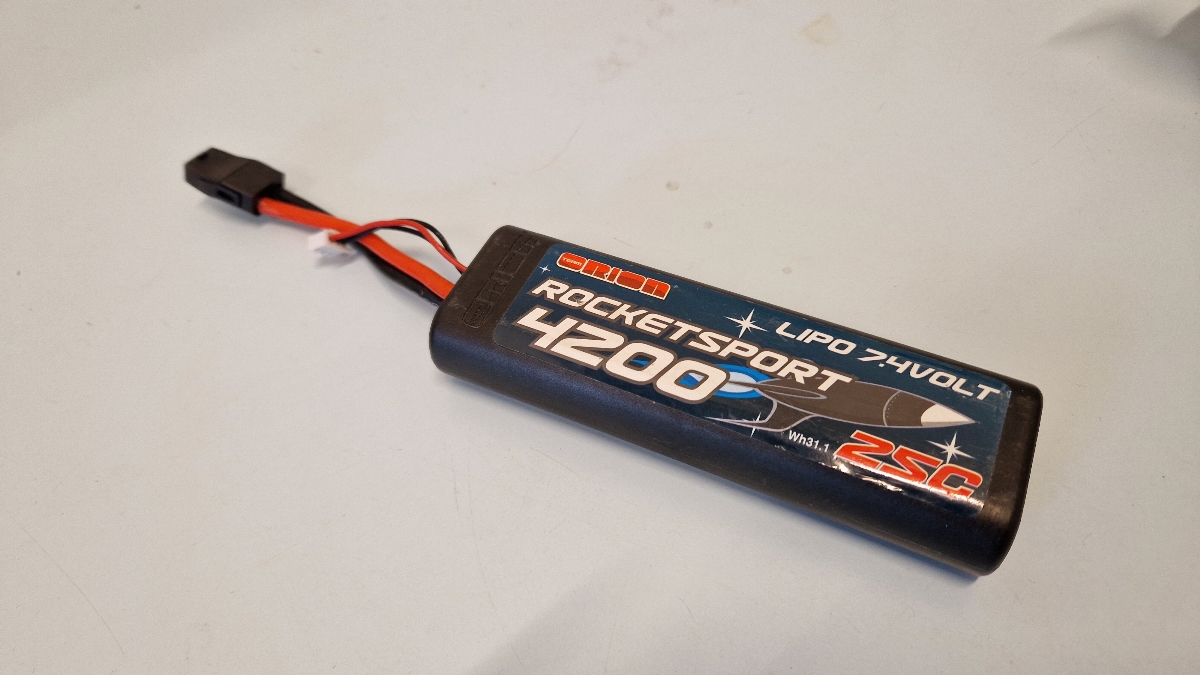 TEAM
ORION
ROCKETSPORT
4200
LIPO 7.4VOLT
Wh31.1
25C